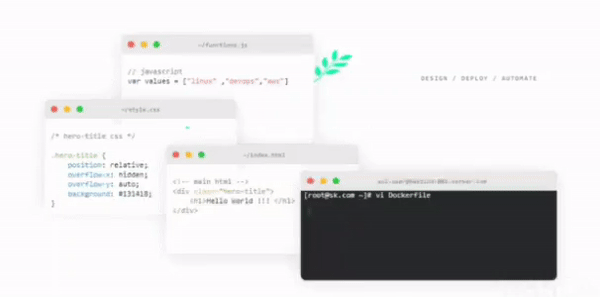 ~/functions.js
// javascript
var values = ["linux" ,"devops","aws"]
DESIGN / DEPLOY / AUTOMATE
~/style.css
/* hero-title css */
.hero-title {
position: relative;
overflow-x: hidden;
overflow-y: auto;
background: #131418;
}
~/index.html
<!-- main html -->
<div class="hero-title">
<h1>Hello World !!! </h1>
</div>
[root@sk.com ~]# vi Dockerfile